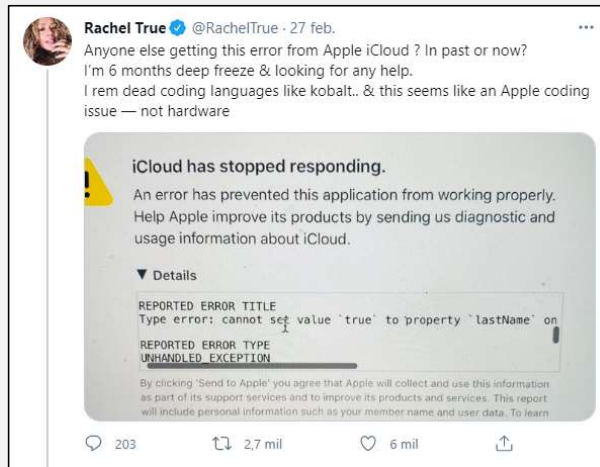 Rachel True @RachelTrue · 27 feb.
Anyone else getting this error from Apple iCloud ? In past or now?
I'm 6 months deep freeze & looking for any help.
I rem dead coding languages like kobalt.. & this seems like an Apple coding
issue — not hardware
iCloud has stopped responding.
An error has prevented this application from working properly.
Help Apple improve its products by sending us diagnostic and
usage information about iCloud.
▼ Details
REPORTED ERROR TITLE
Type error: cannot set value `true` to property `lastName` on
REPORTED ERROR TYPE
UNHANDLED_EXCEPTION
By clicking 'Send to Apple' you agree that Apple will collect and use this information
as part of its support services and to improve its products and services. This report
will include personal information such as your member name and user data. To learn
203 2,7 mil 6 mil